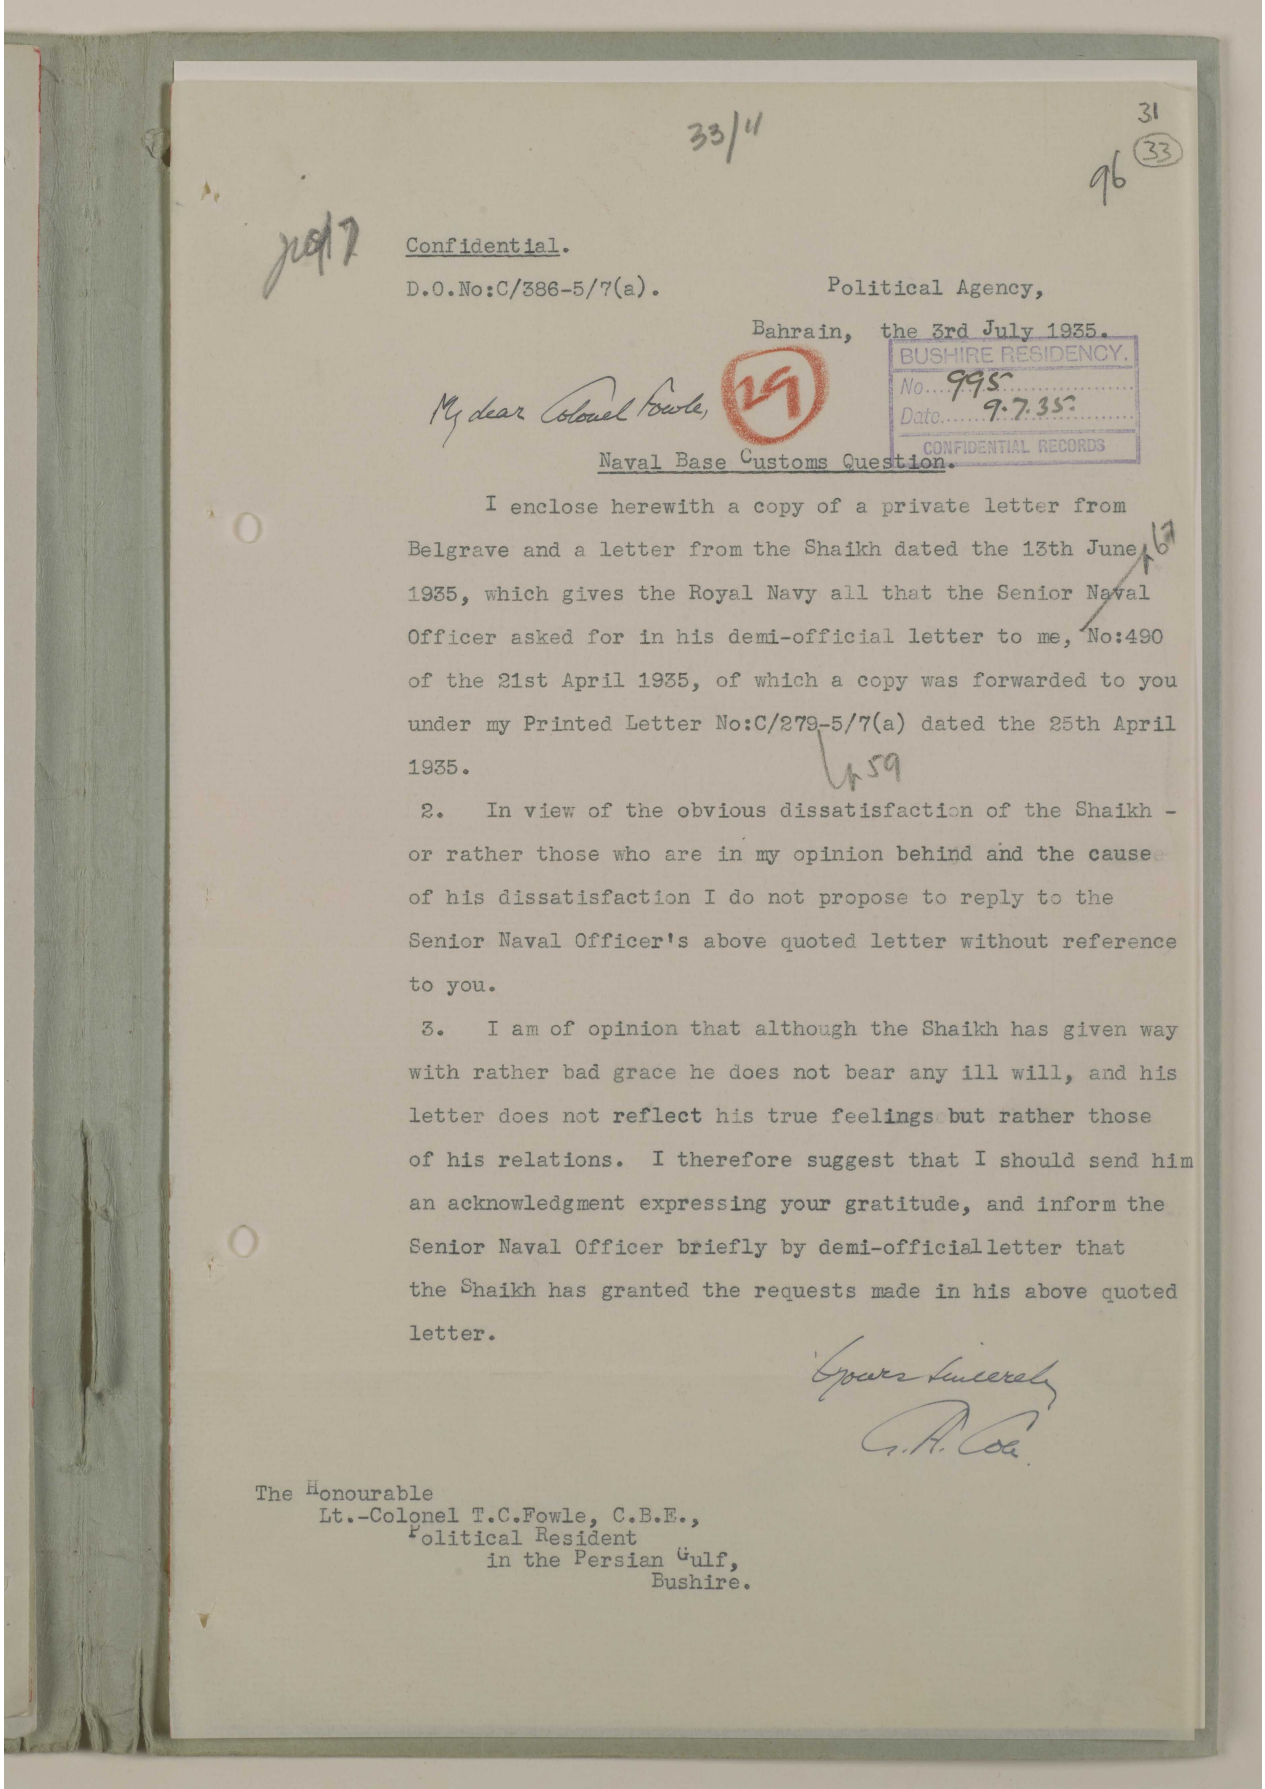 33/11
31
33
96
Confidential.
D.O.No:C/386-5/7(a).
Political Agency,
Bahrain, the 3rd July 1935.
BUSHIRE RESIDENCY.
No....995
Date......9.7.35.
CONFIDENTIAL RECORDS
My dear Colonel Fowle,
29
Naval Base Customs Question.
I enclose herewith a copy of a private letter from
Belgrave and a letter from the Shaikh dated the 13th June
p 67
1935, which gives the Royal Navy all that the Senior Naval
Officer asked for in his demi-official letter to me, No:490
of the 21st April 1935, of which a copy was forwarded to you
under my Printed Letter No:C/279-5/7(a) dated the 25th April
1935.
p 59
2. In view of the obvious dissatisfaction of the Shaikh -
or rather those who are in my opinion behind and the cause
of his dissatisfaction I do not propose to reply to the
Senior Naval Officer's above quoted letter without reference
to you.
3. I am of opinion that although the Shaikh has given way
with rather bad grace he does not bear any ill will, and his
letter does not reflect his true feelings but rather those
of his relations. I therefore suggest that I should send him
an acknowledgment expressing your gratitude, and inform the
Senior Naval Officer briefly by demi-official letter that
the Shaikh has granted the requests made in his above quoted
letter.
Yours sincerely
G. A. Cole
The Honourable
Lt.-Colonel T.C.Fowle, C.B.E.,
Political Resident
in the Persian Gulf,
Bushire.